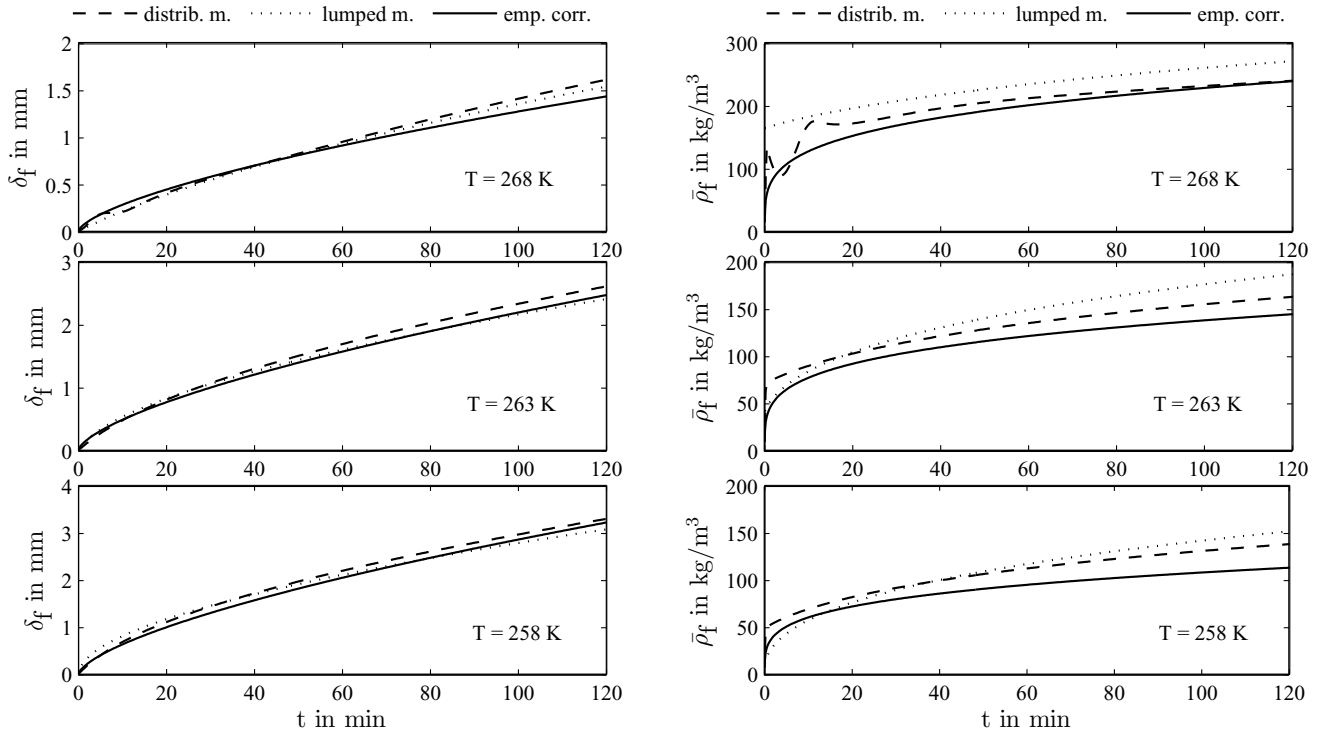 distrib. m. lumped m. emp. corr.
2
1.5
1
0.5
0
δf in mm
T = 268 K
0 20 40 60 80 100 120
3
2
1
0
δf in mm
T = 263 K
0 20 40 60 80 100 120
4
3
2
1
0
δf in mm
T = 258 K
0 20 40 60 80 100 120
t in min
distrib. m. lumped m. emp. corr.
300
200
100
0
ρ̄f in kg/m³
T = 268 K
0 20 40 60 80 100 120
200
150
100
50
0
ρ̄f in kg/m³
T = 263 K
0 20 40 60 80 100 120
200
150
100
50
0
ρ̄f in kg/m³
T = 258 K
0 20 40 60 80 100 120
t in min